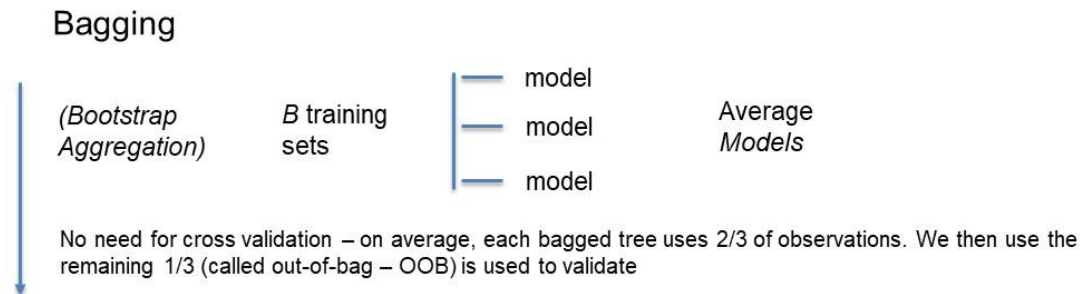 Bagging
(Bootstrap
Aggregation)
B training
sets
model
model
model
Average
Models
No need for cross validation – on average, each bagged tree uses 2/3 of observations. We then use the
remaining 1/3 (called out-of-bag – OOB) is used to validate